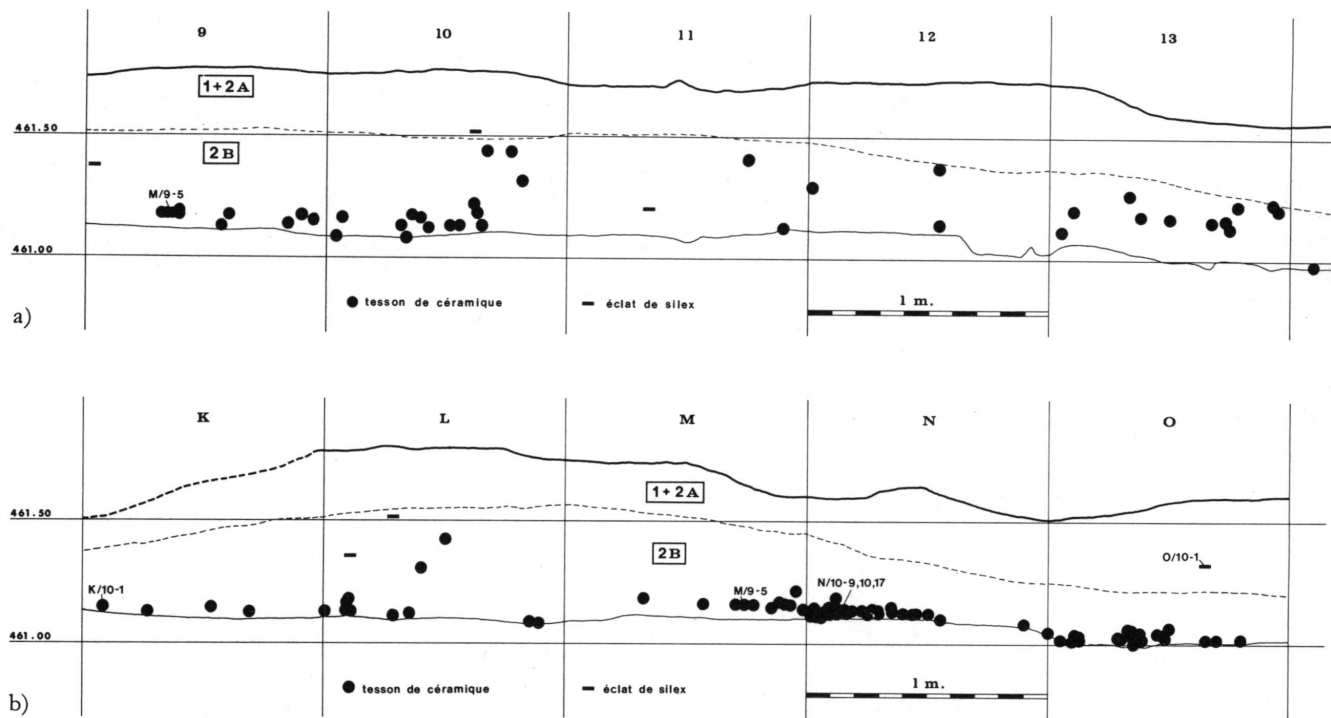 9 10 11 12 13
1+2A
461.50
2B
M/9-5
461.00
tesson de céramique éclat de silex 1 m.
a)
K L M N O
1+2A
461.50
2B
O/10-1
K/10-1 M/9-5 N/10-9,10,17
461.00
tesson de céramique éclat de silex 1 m.
b)